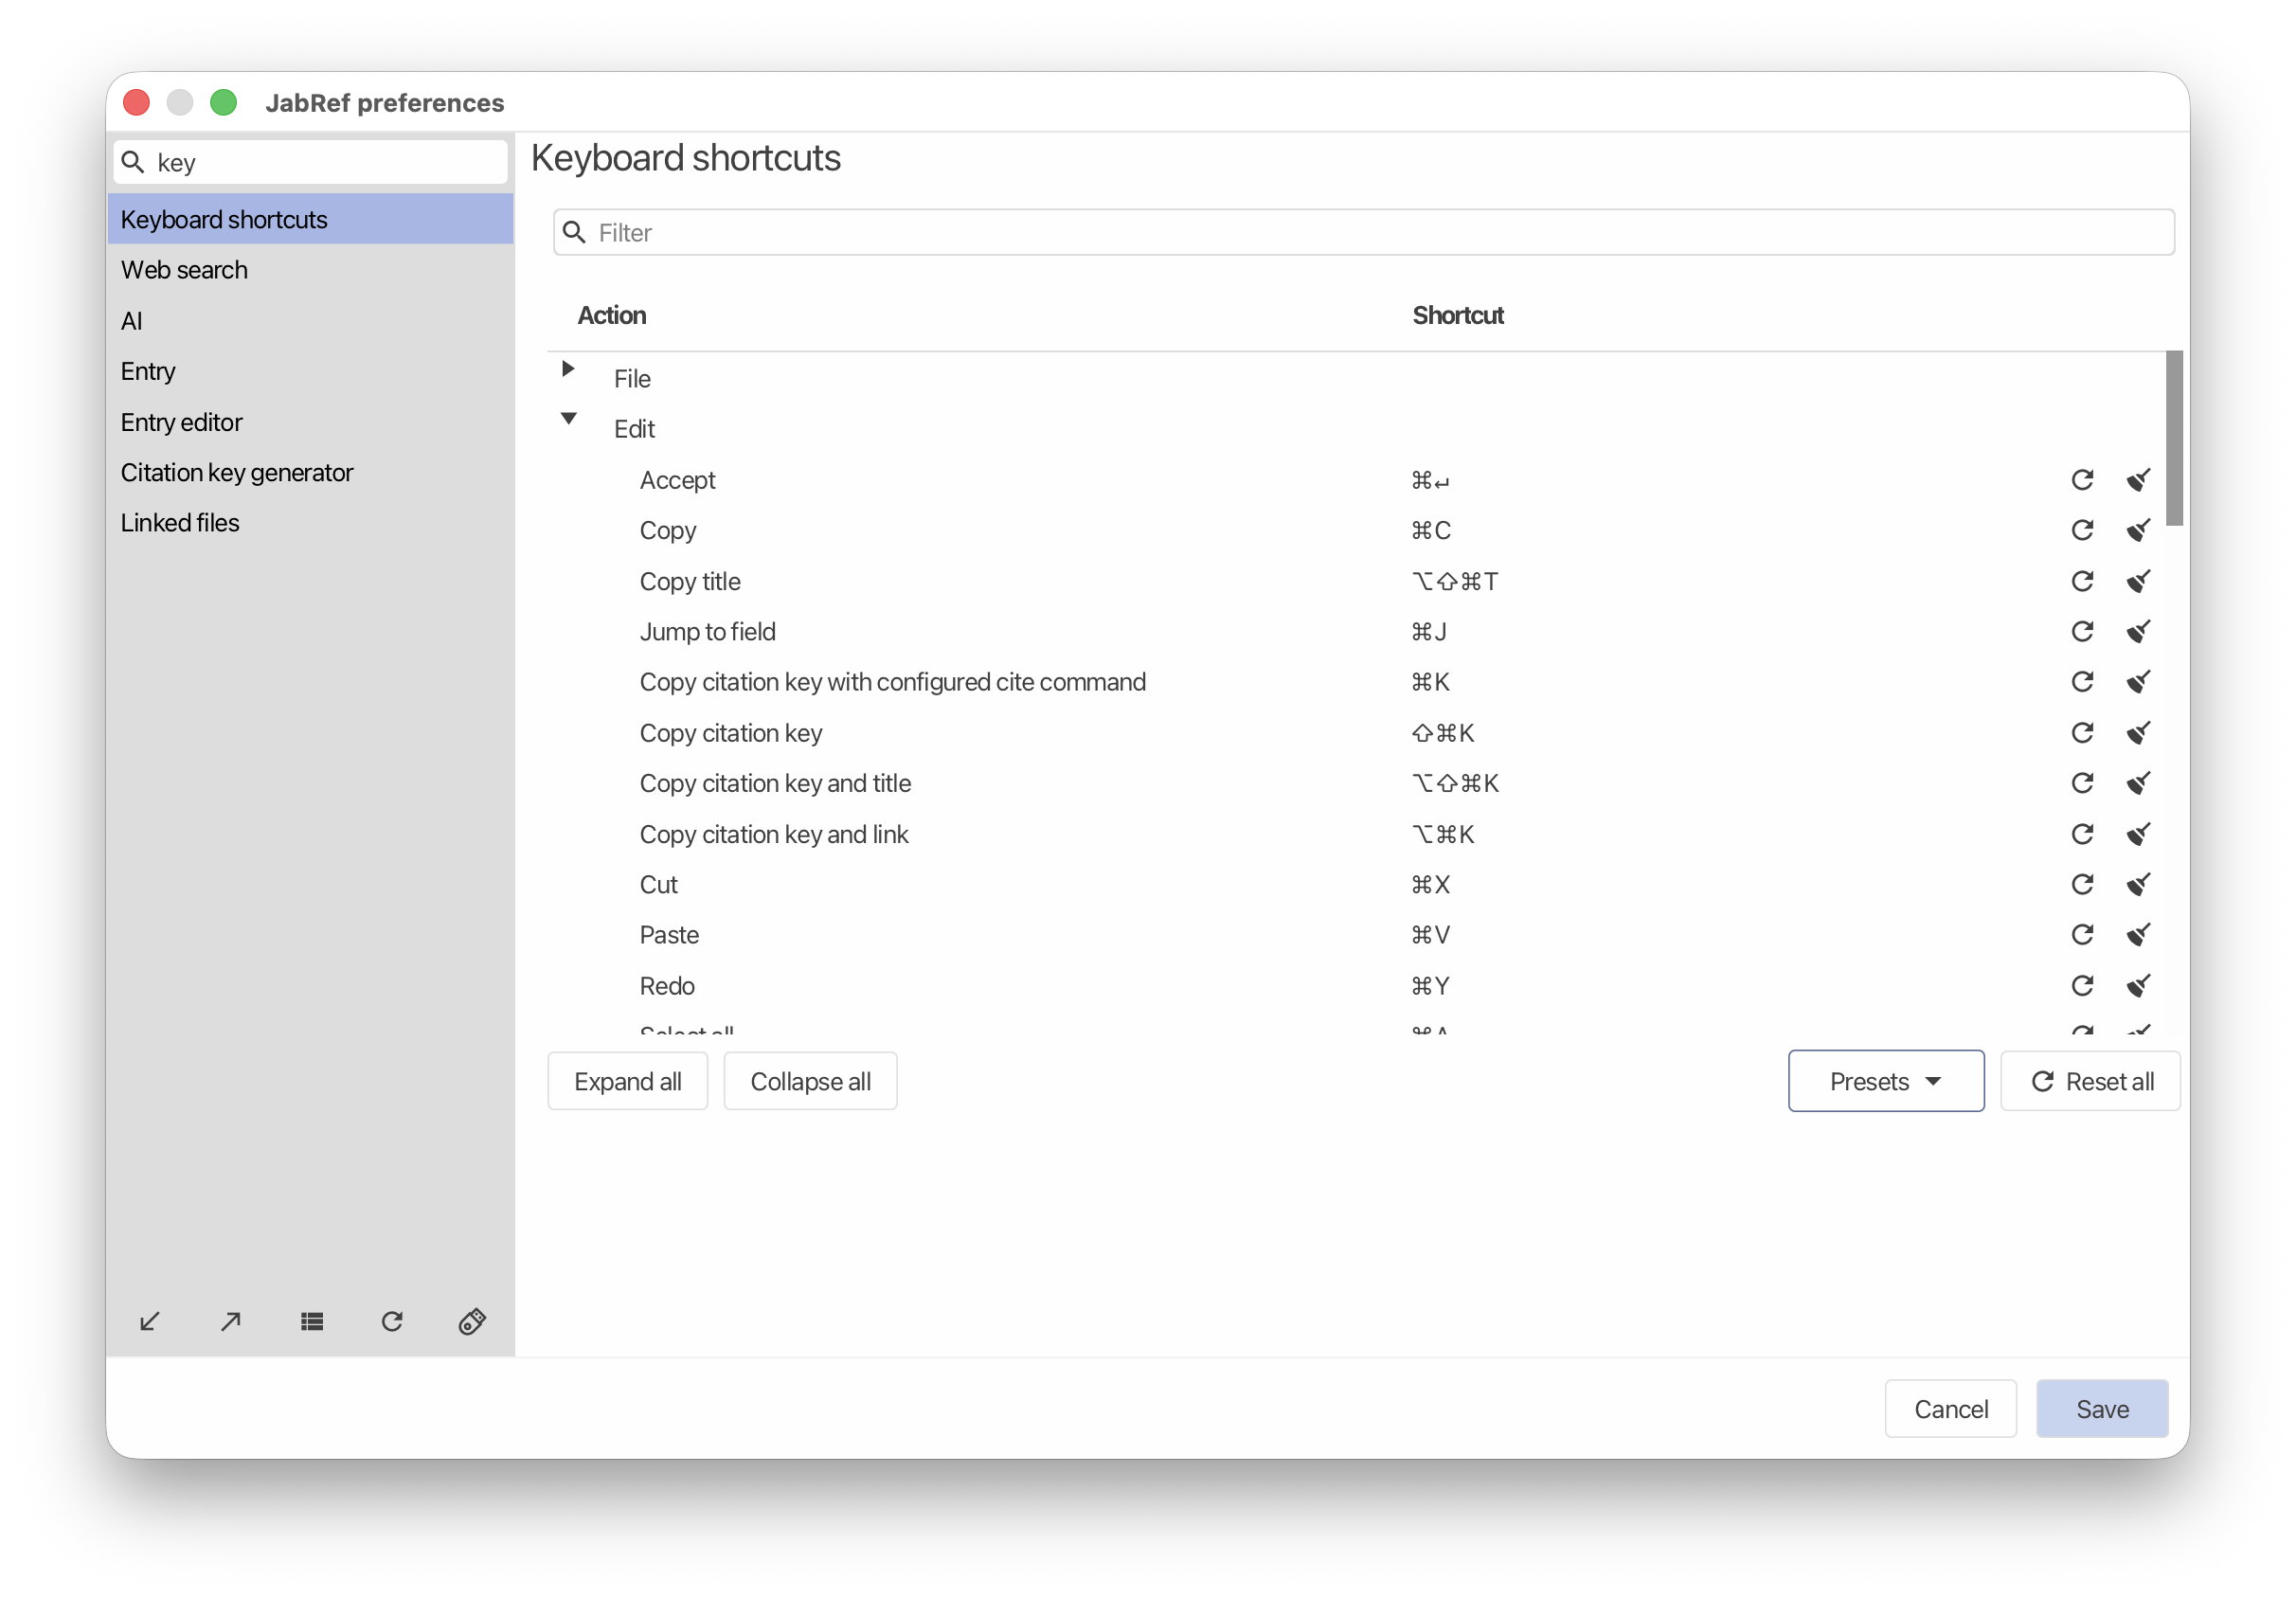 JabRef preferences
key
Keyboard shortcuts
Web search
AI
Entry
Entry editor
Citation key generator
Linked files
Keyboard shortcuts
Filter
Action Shortcut
File
Edit
Accept ⌘↵
Copy ⌘C
Copy title ⌥⇧⌘T
Jump to field ⌘J
Copy citation key with configured cite command ⌘K
Copy citation key ⇧⌘K
Copy citation key and title ⌥⇧⌘K
Copy citation key and link ⌥⌘K
Cut ⌘X
Paste ⌘V
Redo ⌘Y
Select all ⌘A
Expand all Collapse all Presets Reset all
Cancel Save